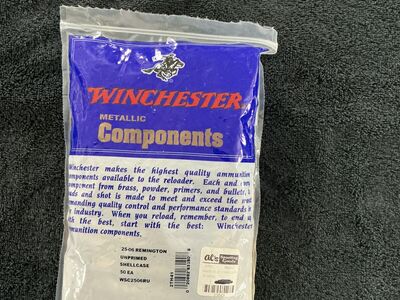 WINCHESTER
METALLIC
Components
Winchester makes the highest quality ammunition
components available to the reloader. Each and
component from brass, powder, primers, and bullets,
and shot is made to meet and exceed the most
demanding quality control and performance standards in
industry. When you reload, remember, to end
with the best, start with the best: Winchester
ammunition components.
25-06 REMINGTON
UNPRIMED
SHELLCASE
50 EA
WSC2506RU